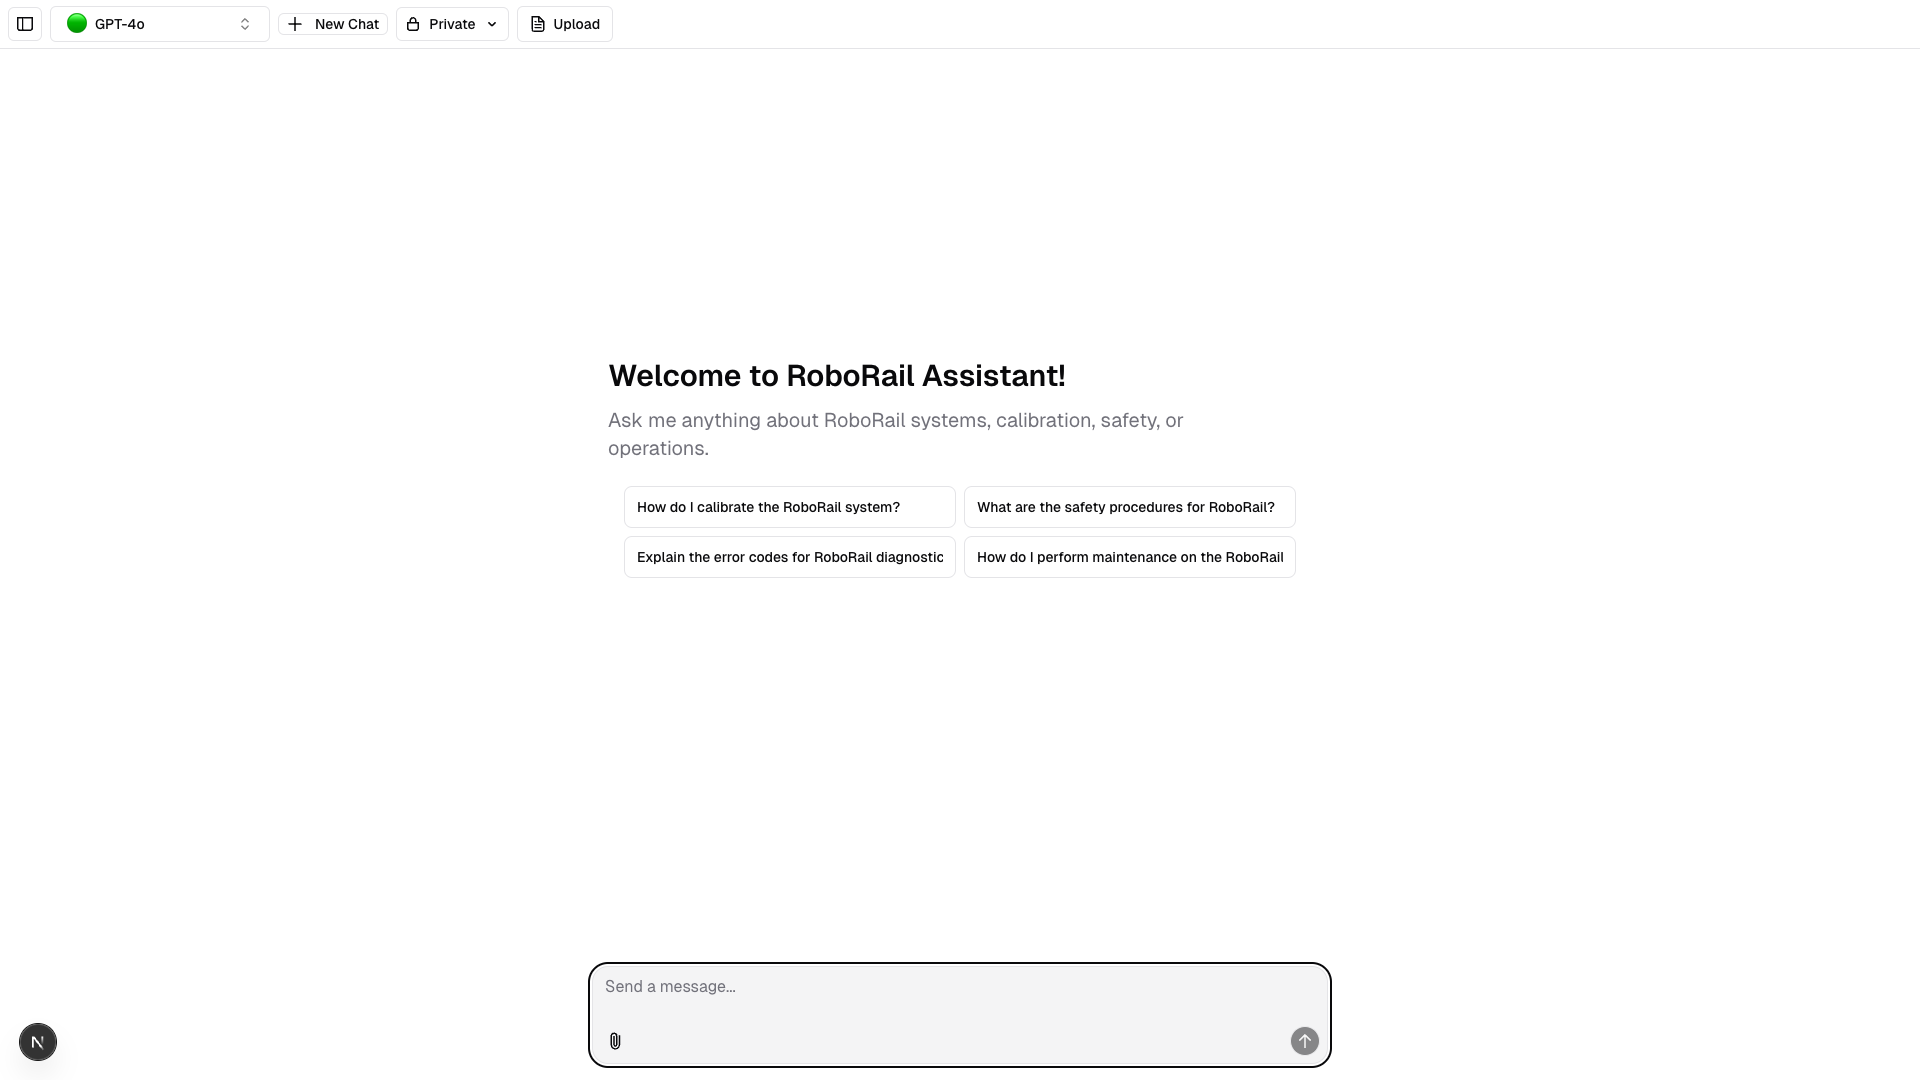 GPT-4o
New Chat
Private
Upload
Welcome to RoboRail Assistant!
Ask me anything about RoboRail systems, calibration, safety, or
operations.
How do I calibrate the RoboRail system?
What are the safety procedures for RoboRail?
Explain the error codes for RoboRail diagnostic
How do I perform maintenance on the RoboRail
Send a message...
N